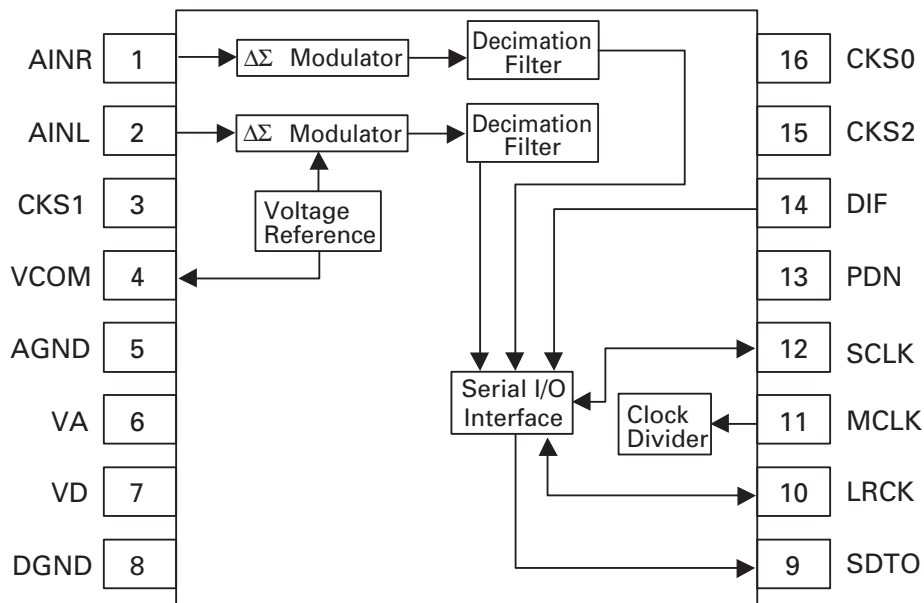 AINR 1 ΔΣ Modulator Decimation Filter 16 CKS0
AINL 2 ΔΣ Modulator Decimation Filter 15 CKS2
CKS1 3 Voltage Reference 14 DIF
VCOM 4 13 PDN
AGND 5 12 SCLK
VA 6 Serial I/O Interface Clock Divider 11 MCLK
VD 7 10 LRCK
DGND 8 9 SDTO